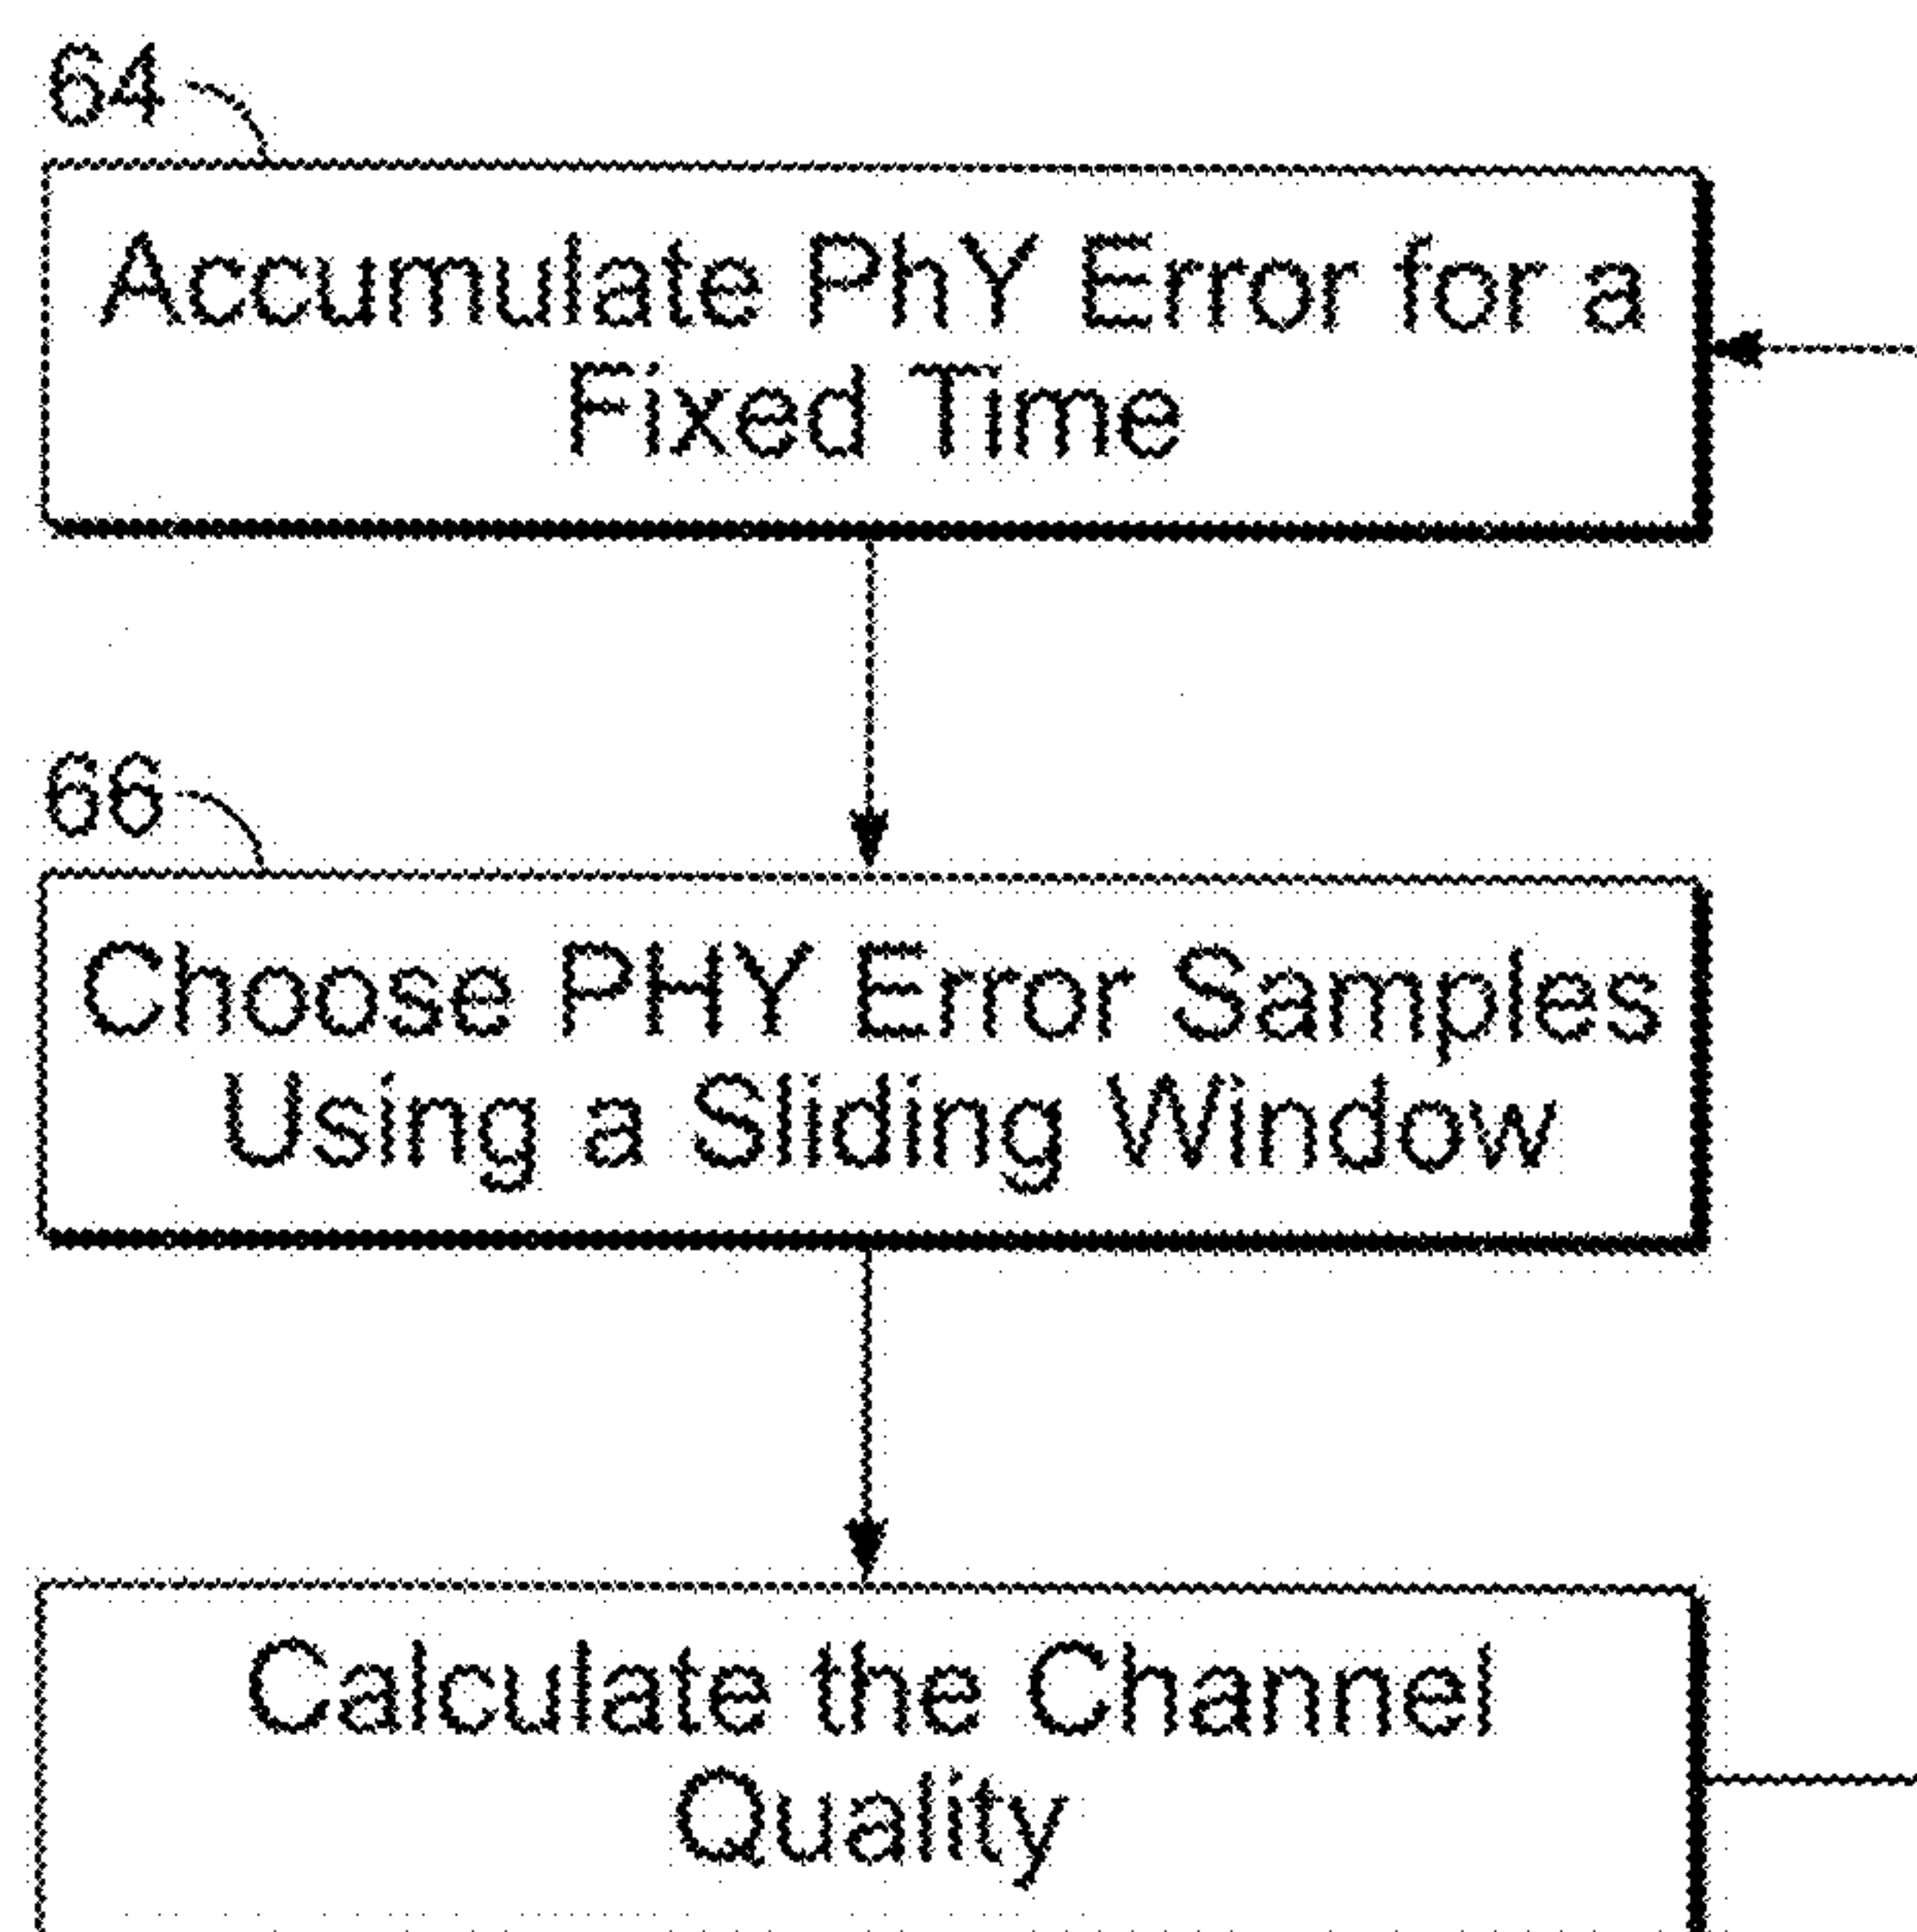 64
Accumulate PhY Error for a
Fixed Time
66
Choose PHY Error Samples
Using a Sliding Window
Calculate the Channel
Quality